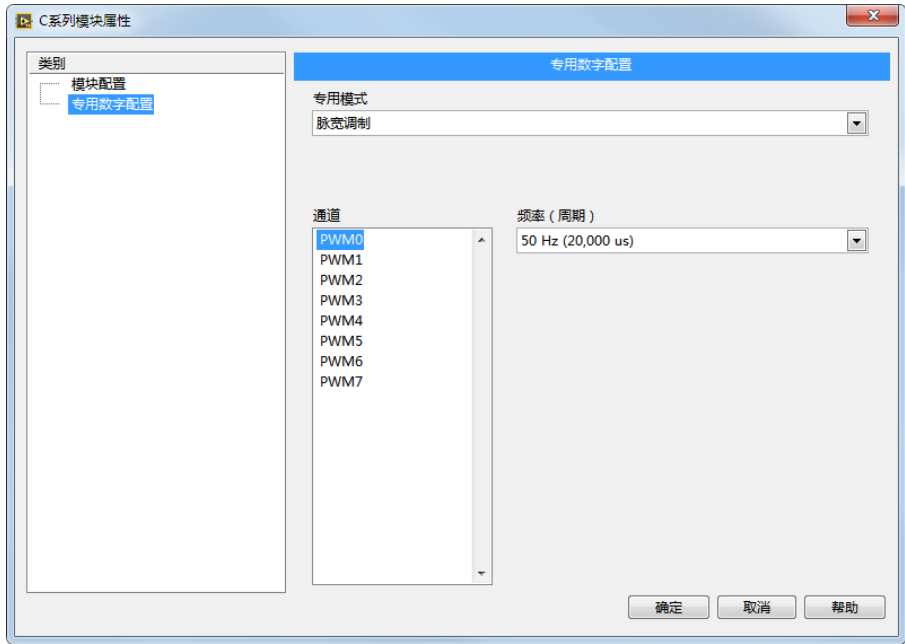 C系列模块属性
类别
模块配置
专用数字配置
专用数字配置
专用模式
脉宽调制
通道
PWM0
PWM1
PWM2
PWM3
PWM4
PWM5
PWM6
PWM7
频率（周期）
50 Hz (20,000 us)
确定
取消
帮助